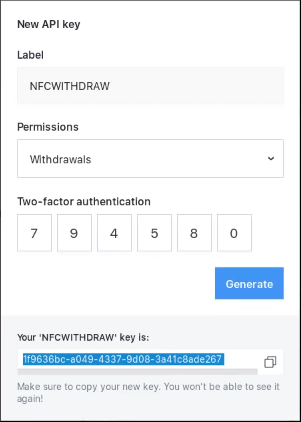 New API key
Label
NFCWITHDRAW
Permissions
Withdrawals
Two-factor authentication
7 9 4 5 8 0
Generate
Your 'NFCWITHDRAW' key is:
1f9636bc-a049-4337-9d08-3a41c8ade267
Make sure to copy your new key. You won't be able to see it
again!